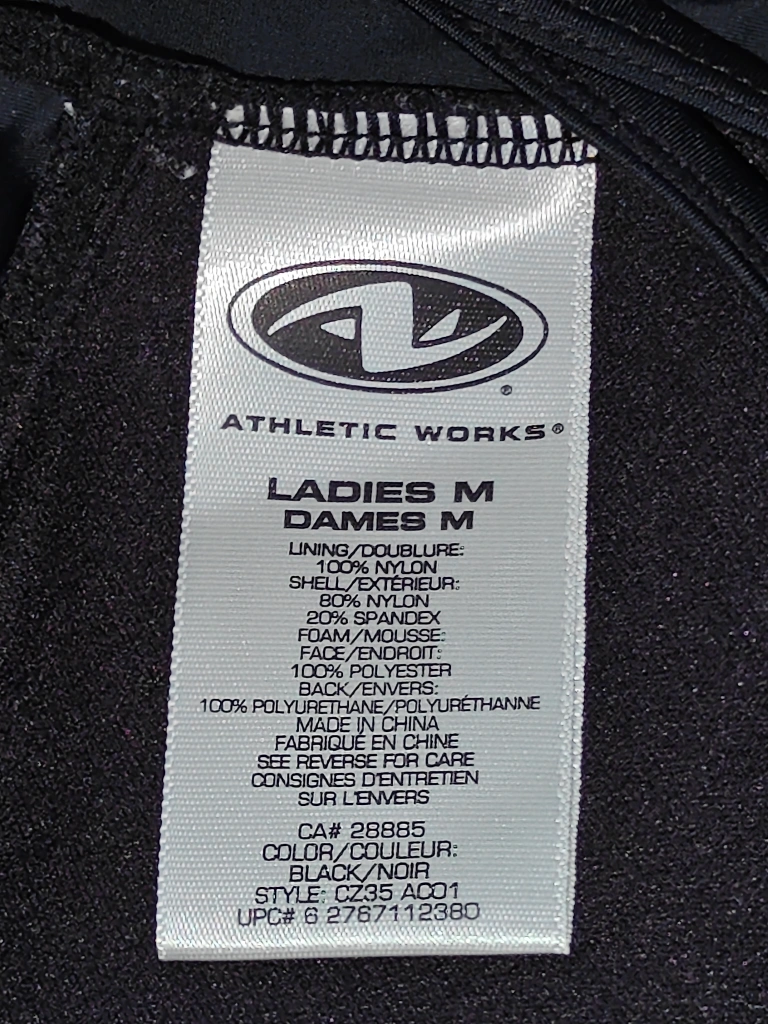 ATHLETIC WORKS®
LADIES M
DAMES M
LINING/DOUBLURE:
100% NYLON
SHELL/EXTÉRIEUR:
80% NYLON
20% SPANDEX
FOAM/MOUSSE:
FACE/ENDROIT:
100% POLYESTER
BACK/ENVERS:
100% POLYURETHANE/POLYURÉTHANNE
MADE IN CHINA
FABRIQUÉ EN CHINE
SEE REVERSE FOR CARE
CONSIGNES D'ENTRETIEN
SUR L'ENVERS
CA# 28885
COLOR/COULEUR:
BLACK/NOIR
STYLE: CZ35 AC01
UPC# 6 2787112380